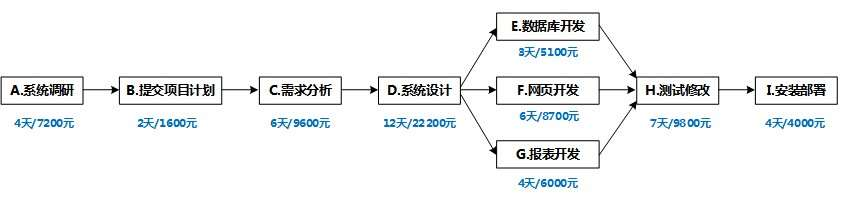 E.数据库开发
3天/5100元
A.系统调研
B.提交项目计划
C.需求分析
D.系统设计
F.网页开发
H.测试修改
I.安装部署
4天/7200元
2天/1600元
6天/9600元
12天/22200元
6天/8700元
7天/9800元
4天/4000元
G.报表开发
4天/6000元